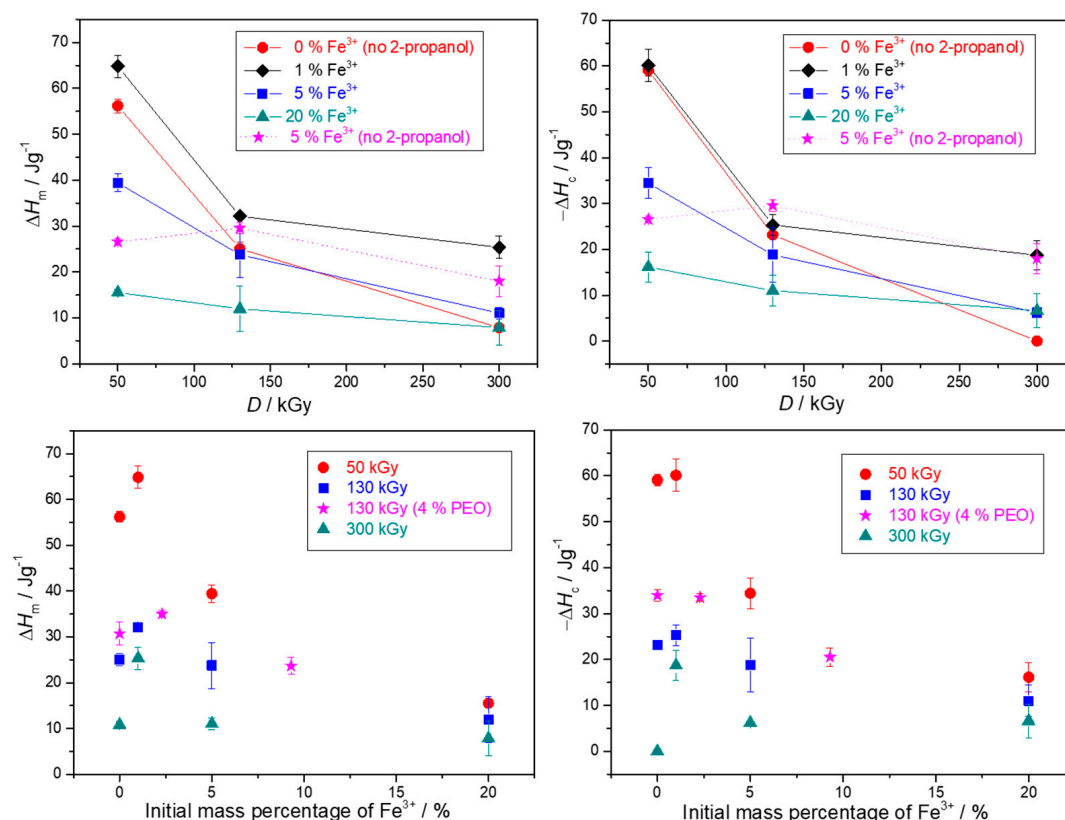 70
60
50
40
30
20
10
0
ΔHm / Jg-1
0 % Fe3+ (no 2-propanol)
1 % Fe3+
5 % Fe3+
20 % Fe3+
5 % Fe3+ (no 2-propanol)
50 100 150 200 250 300
D / kGy
70
60
50
40
30
20
10
0
−ΔHc / Jg-1
0 % Fe3+ (no 2-propanol)
1 % Fe3+
5 % Fe3+
20 % Fe3+
5 % Fe3+ (no 2-propanol)
50 100 150 200 250 300
D / kGy
70
60
50
40
30
20
10
0
ΔHm / Jg-1
50 kGy
130 kGy
130 kGy (4 % PEO)
300 kGy
0 5 10 15 20
Initial mass percentage of Fe3+ / %
70
60
50
40
30
20
10
0
−ΔHc / Jg-1
50 kGy
130 kGy
130 kGy (4 % PEO)
300 kGy
0 5 10 15 20
Initial mass percentage of Fe3+ / %